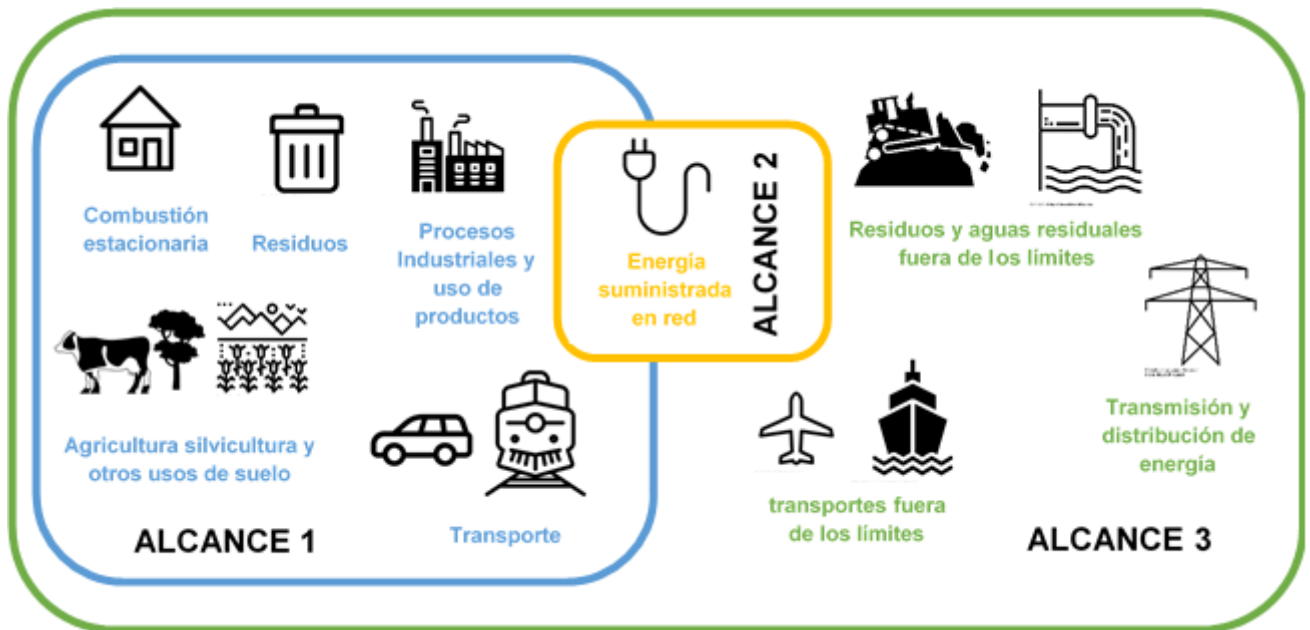 Combustión
estacionaria
Residuos
Procesos
Industriales y
uso de
productos
Agricultura silvicultura y
otros usos de suelo
Transporte
ALCANCE 1
Energía
suministrada
en red
ALCANCE 2
Residuos y aguas residuales
fuera de los límites
transportes fuera
de los límites
Transmisión y
distribución de
energía
ALCANCE 3